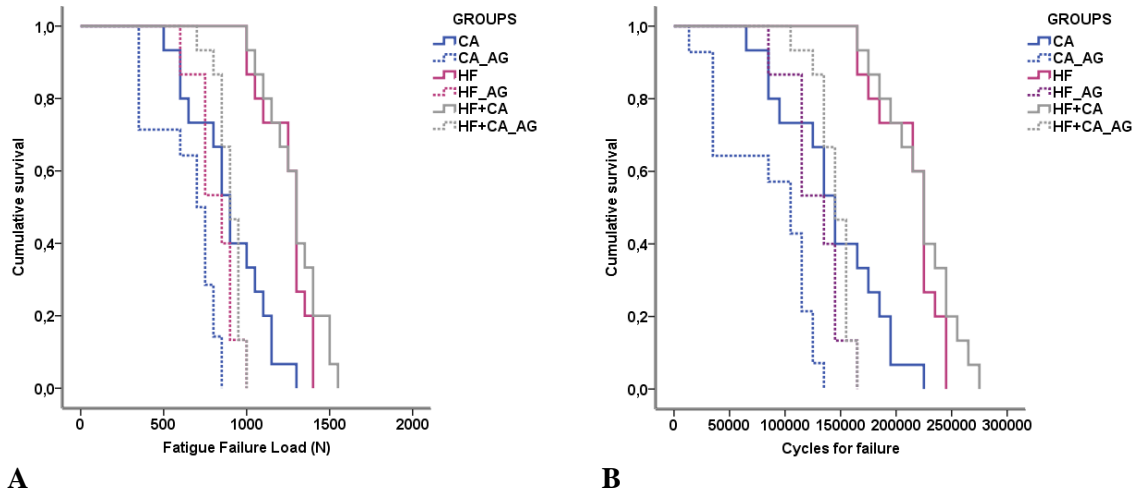 GROUPS
CA
CA_AG
HF
HF_AG
HF+CA
HF+CA_AG
1,0
0,8
0,6
0,4
0,2
0,0
Cumulative survival
0 500 1000 1500 2000
Fatigue Failure Load (N)
A
GROUPS
CA
CA_AG
HF
HF_AG
HF+CA
HF+CA_AG
1,0
0,8
0,6
0,4
0,2
0,0
Cumulative survival
0 50000 100000 150000 200000 250000 300000
Cycles for failure
B